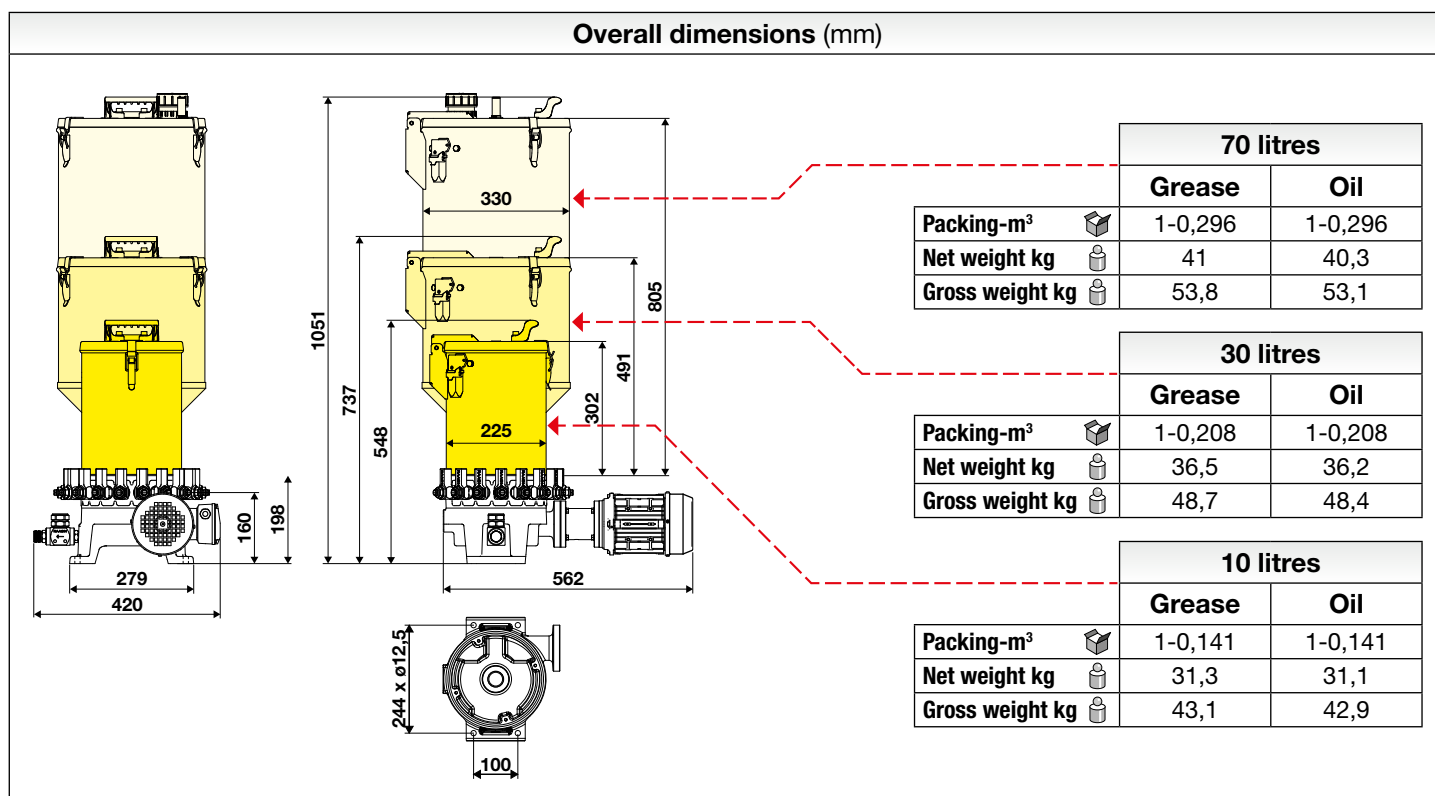 Overall dimensions (mm)
1051
737
548
330
225
805
491
302
160
198
279
420
562
244 x ø12,5
100
70 litres
Grease Oil
Packing-m³ 1-0,296 1-0,296
Net weight kg 41 40,3
Gross weight kg 53,8 53,1
30 litres
Grease Oil
Packing-m³ 1-0,208 1-0,208
Net weight kg 36,5 36,2
Gross weight kg 48,7 48,4
10 litres
Grease Oil
Packing-m³ 1-0,141 1-0,141
Net weight kg 31,3 31,1
Gross weight kg 43,1 42,9